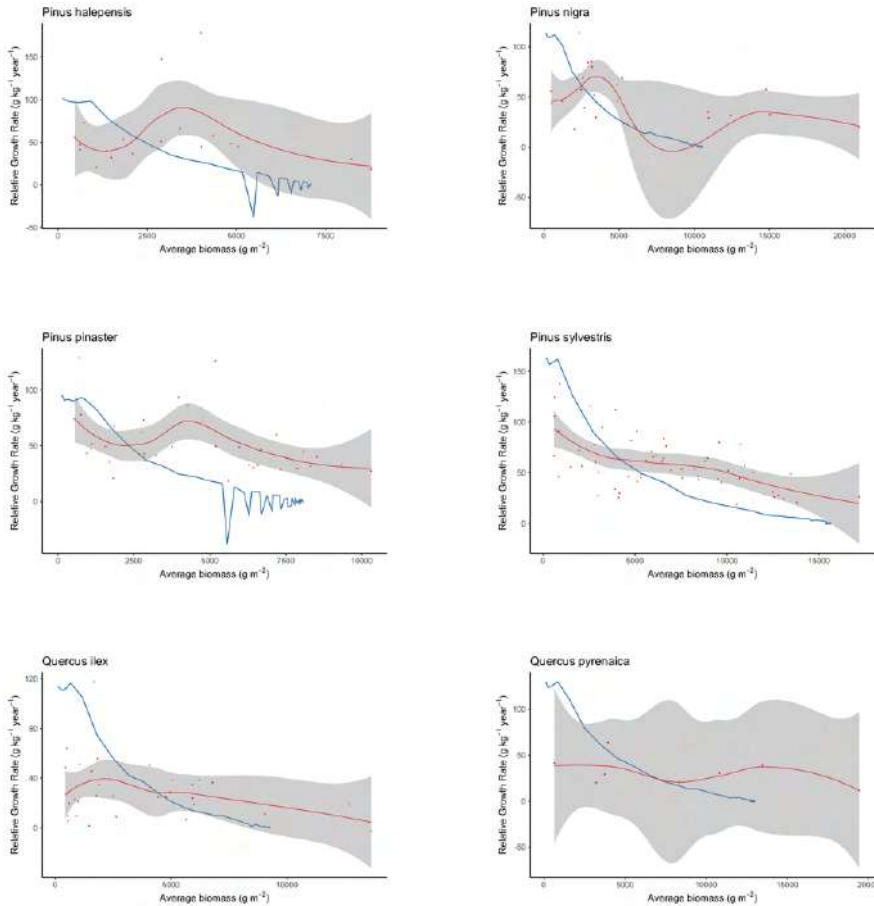 Pinus halepensis
Relative Growth Rate (g kg⁻¹ year⁻¹)
150
100
50
0
-50
0
2500
5000
7500
Average biomass (g m⁻²)
Pinus nigra
Relative Growth Rate (g kg⁻¹ year⁻¹)
100
50
0
-50
0
5000
10000
15000
20000
Average biomass (g m⁻²)
Pinus pinaster
Relative Growth Rate (g kg⁻¹ year⁻¹)
100
50
0
0
2500
5000
7500
10000
Average biomass (g m⁻²)
Pinus sylvestris
Relative Growth Rate (g kg⁻¹ year⁻¹)
150
100
50
0
0
5000
10000
15000
Average biomass (g m⁻²)
Quercus ilex
Relative Growth Rate (g kg⁻¹ year⁻¹)
120
80
40
0
0
5000
10000
Average biomass (g m⁻²)
Quercus pyrenaica
Relative Growth Rate (g kg⁻¹ year⁻¹)
100
50
0
-50
0
5000
10000
15000
20000
Average biomass (g m⁻²)